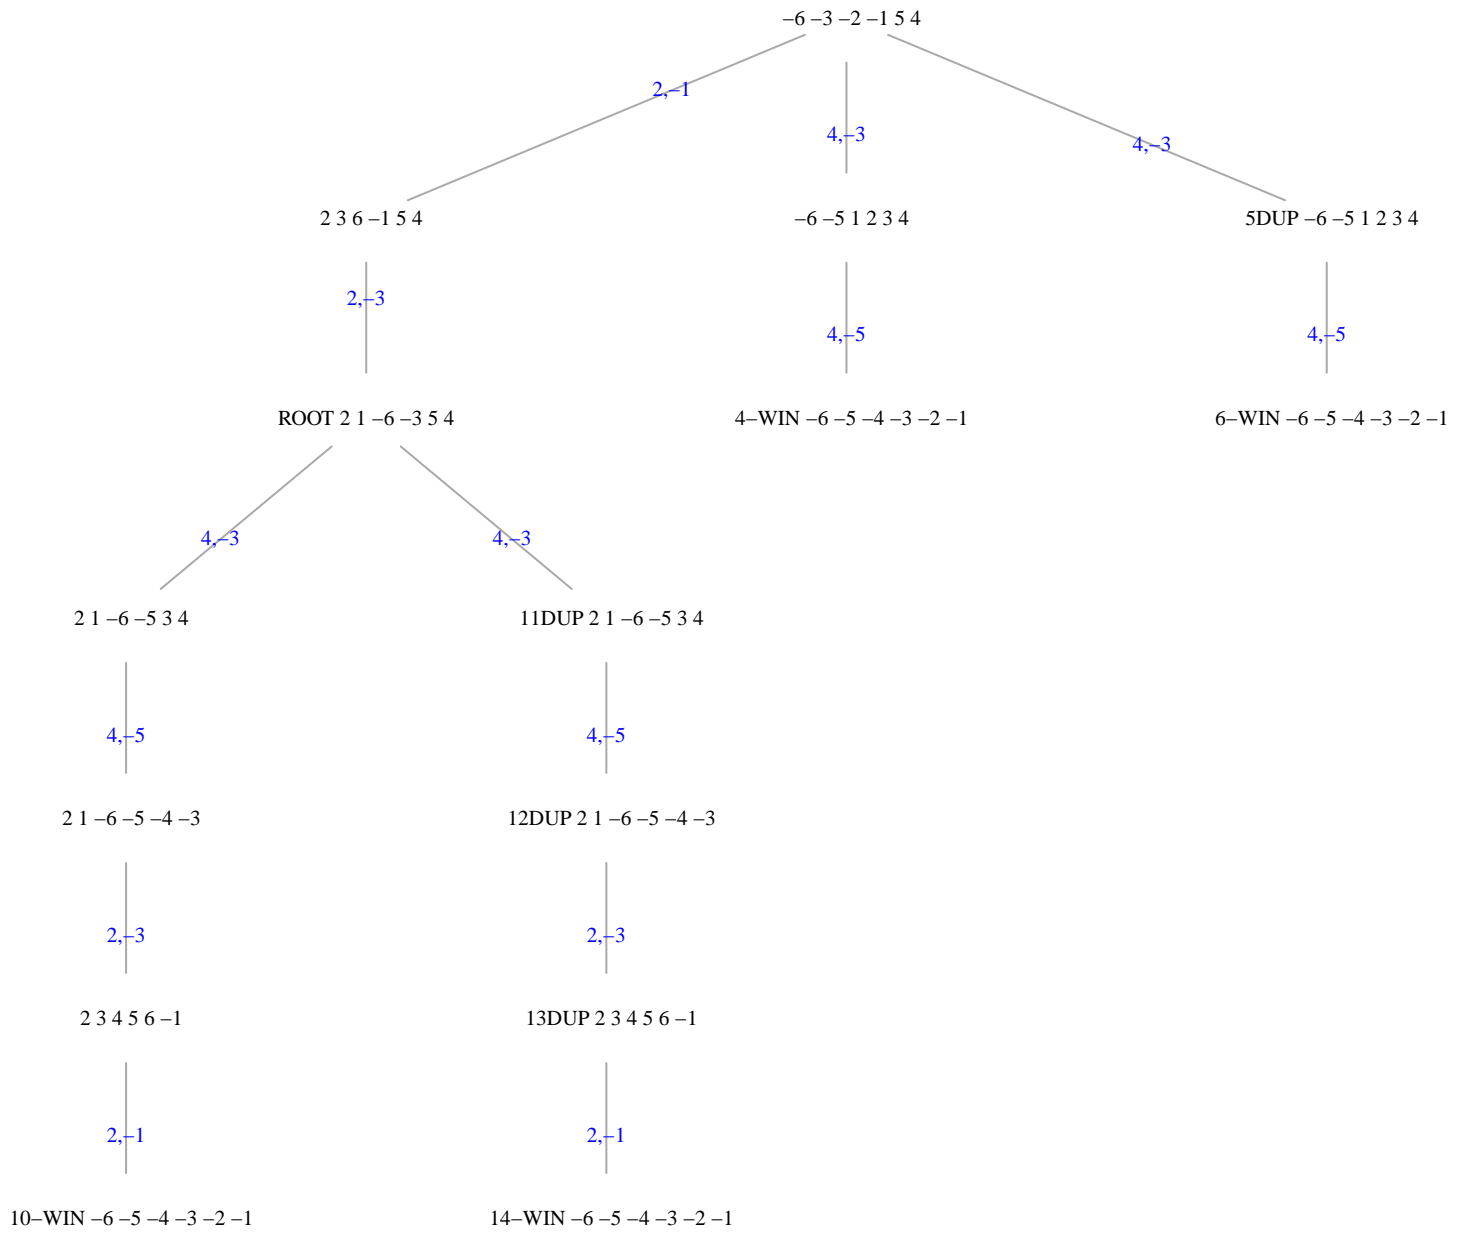 –6 –3 –2 –1 5 4
2,–1
4,–3
4,–3
2 3 6 –1 5 4
–6 –5 1 2 3 4
5DUP –6 –5 1 2 3 4
2,–3
4,–5
4,–5
ROOT 2 1 –6 –3 5 4
4–WIN –6 –5 –4 –3 –2 –1
6–WIN –6 –5 –4 –3 –2 –1
4,–3
4,–3
2 1 –6 –5 3 4
11DUP 2 1 –6 –5 3 4
4,–5
4,–5
2 1 –6 –5 –4 –3
12DUP 2 1 –6 –5 –4 –3
2,–3
2,–3
2 3 4 5 6 –1
13DUP 2 3 4 5 6 –1
2,–1
2,–1
10–WIN –6 –5 –4 –3 –2 –1
14–WIN –6 –5 –4 –3 –2 –1